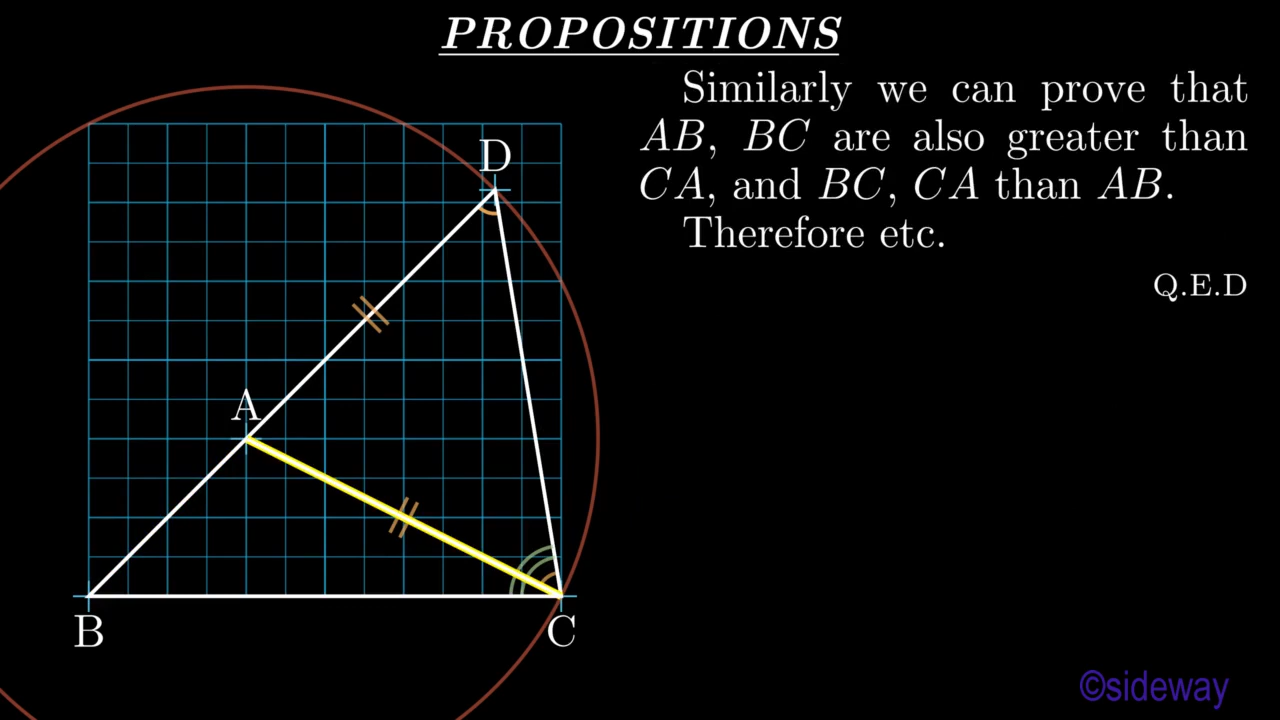 PROPOSITIONS
Similarly we can prove that
AB, BC are also greater than
CA, and BC, CA than AB.
Therefore etc.
Q.E.D
D
A
B
C
©sideway